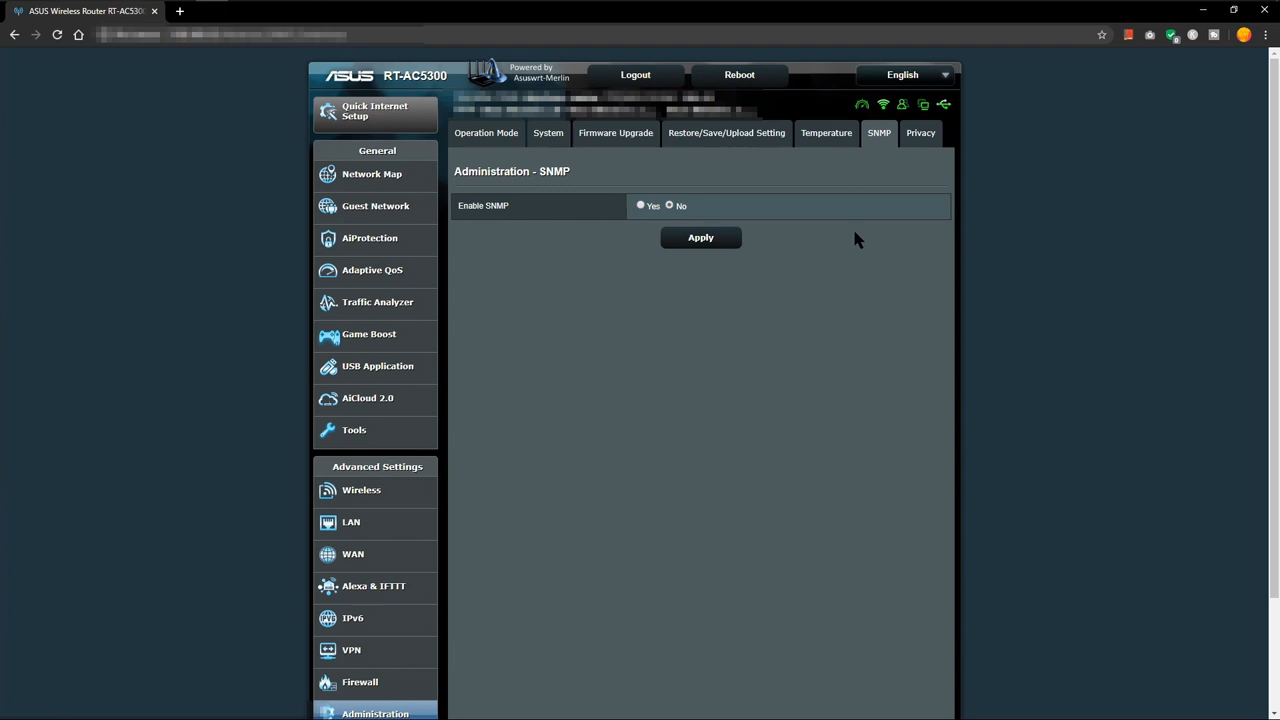 ASUS Wireless Router RT-AC530
ASUS RT-AC5300
Powered by
Asuswrt-Merlin
Logout
Reboot
English
Quick Internet
Setup
General
Network Map
Guest Network
AiProtection
Adaptive QoS
Traffic Analyzer
Game Boost
USB Application
AiCloud 2.0
Tools
Advanced Settings
Wireless
LAN
WAN
Alexa & IFTTT
IPv6
VPN
Firewall
Administration
Operation Mode
System
Firmware Upgrade
Restore/Save/Upload Setting
Temperature
SNMP
Privacy
Administration - SNMP
Enable SNMP
Yes No
Apply